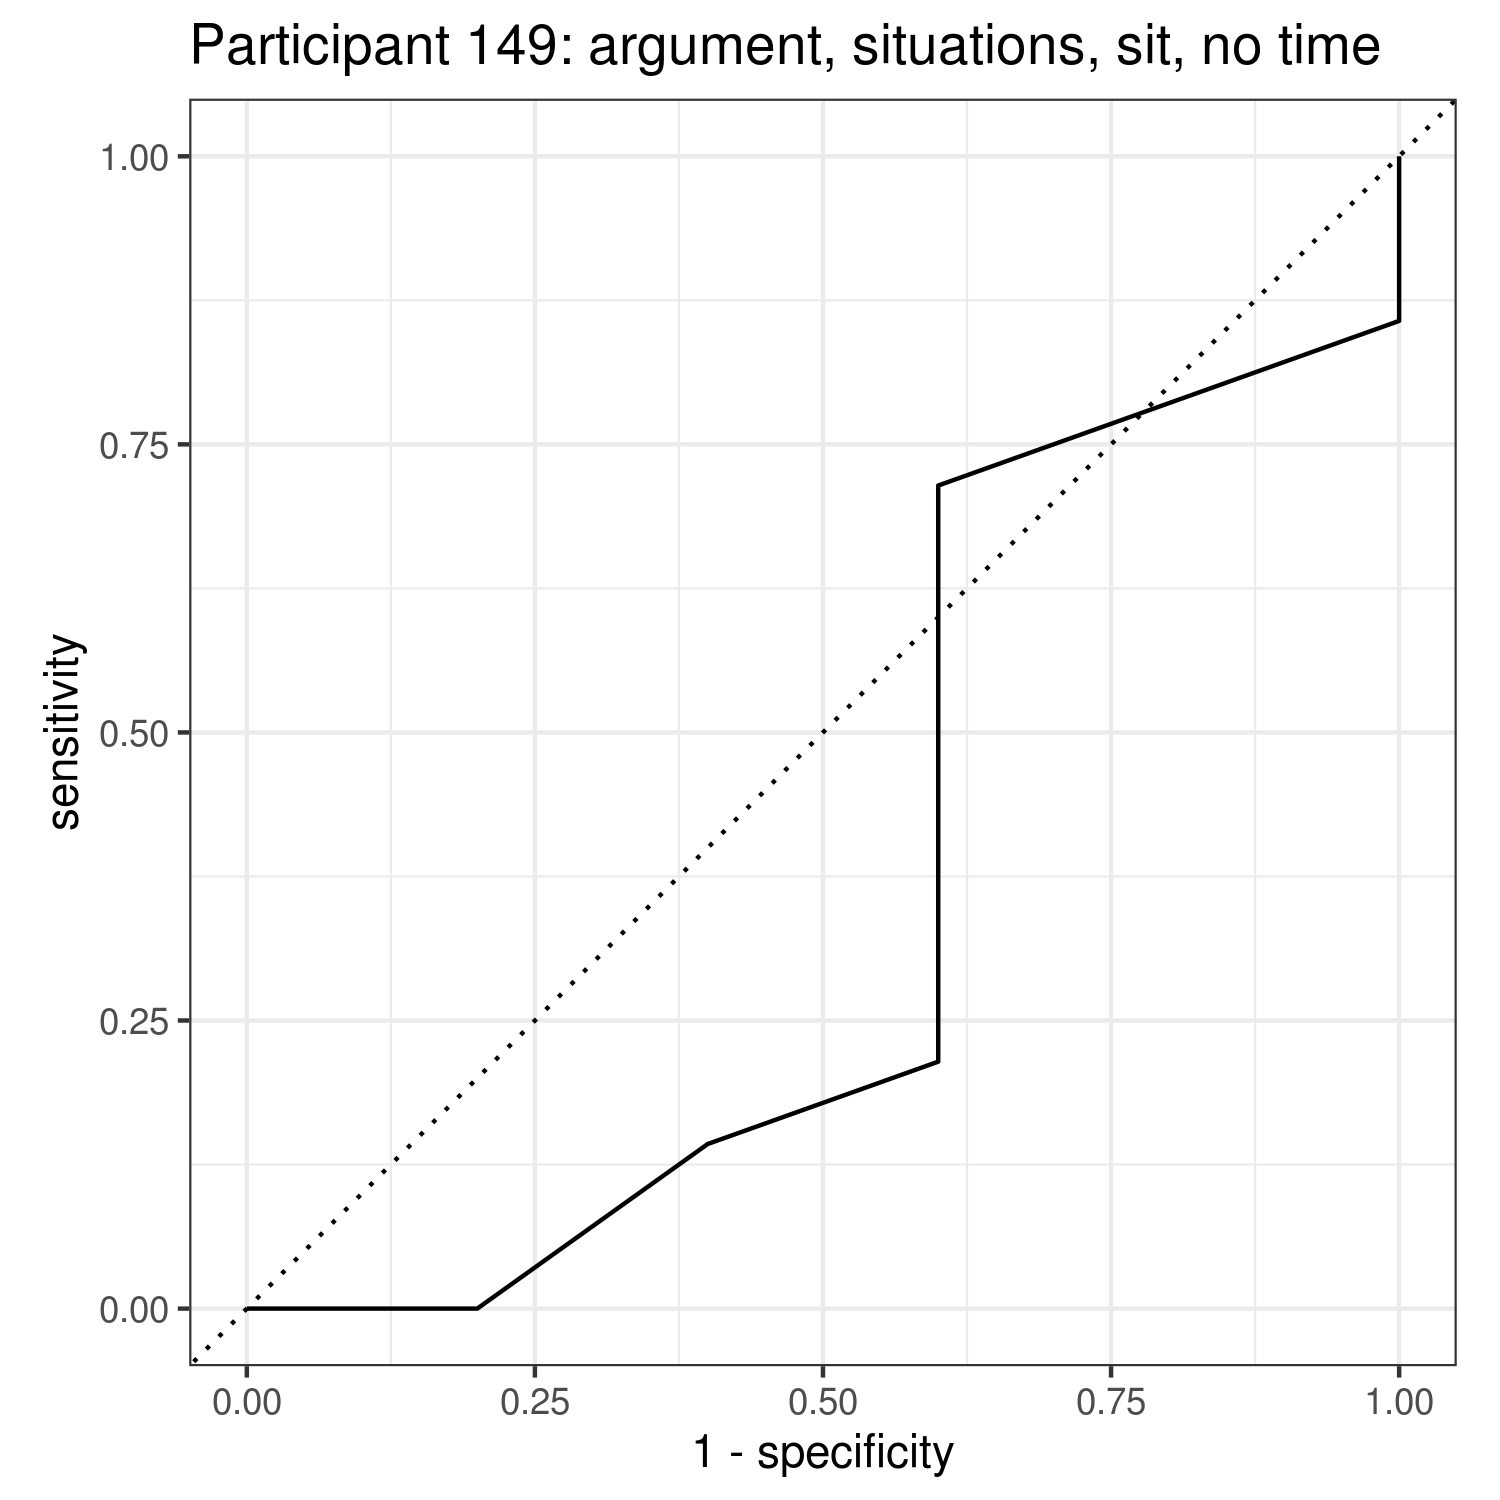 Participant 149: argument, situations, sit, no time
sensitivity
1.00
0.75
0.50
0.25
0.00
0.00 0.25 0.50 0.75 1.00
1 - specificity